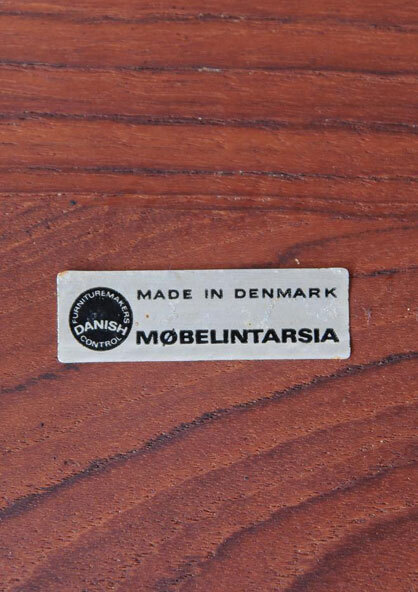 FURNITUREMAKERS
DANISH
CONTROL
MADE IN DENMARK
MØBELINTARSIA